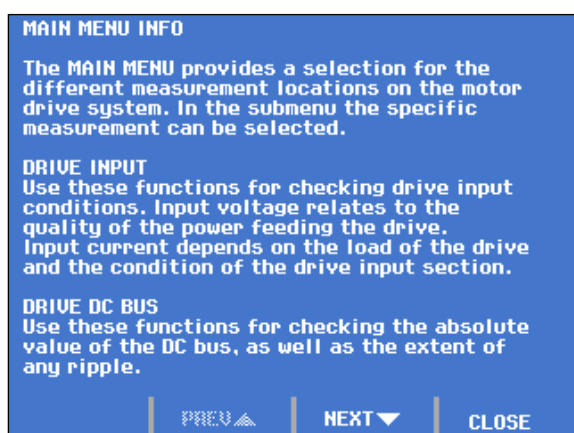 MAIN MENU INFO
The MAIN MENU provides a selection for the
different measurement locations on the motor
drive system. In the submenu the specific
measurement can be selected.
DRIVE INPUT
Use these functions for checking drive input
conditions. Input voltage relates to the
quality of the power feeding the drive.
Input current depends on the load of the drive
and the condition of the drive input section.
DRIVE DC BUS
Use these functions for checking the absolute
value of the DC bus, as well as the extent of
any ripple.
PREV▲ NEXT▼ CLOSE